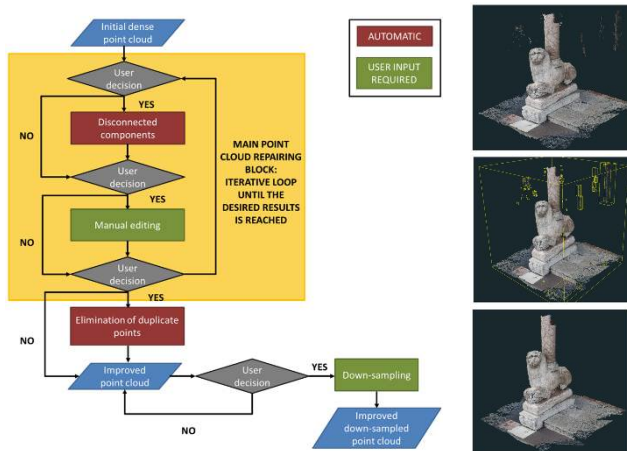 Initial dense
point cloud
AUTOMATIC
USER INPUT
REQUIRED
User
decision
YES
NO
Disconnected
components
MAIN POINT
CLOUD REPAIRING
BLOCK:
ITERATIVE LOOP
UNTIL THE
DESIRED RESULTS
IS REACHED
User
decision
YES
NO
Manual editing
User
decision
YES
Elimination of duplicate
points
NO
Improved
point cloud
User
decision
YES
Down-sampling
NO
Improved
down-sampled
point cloud